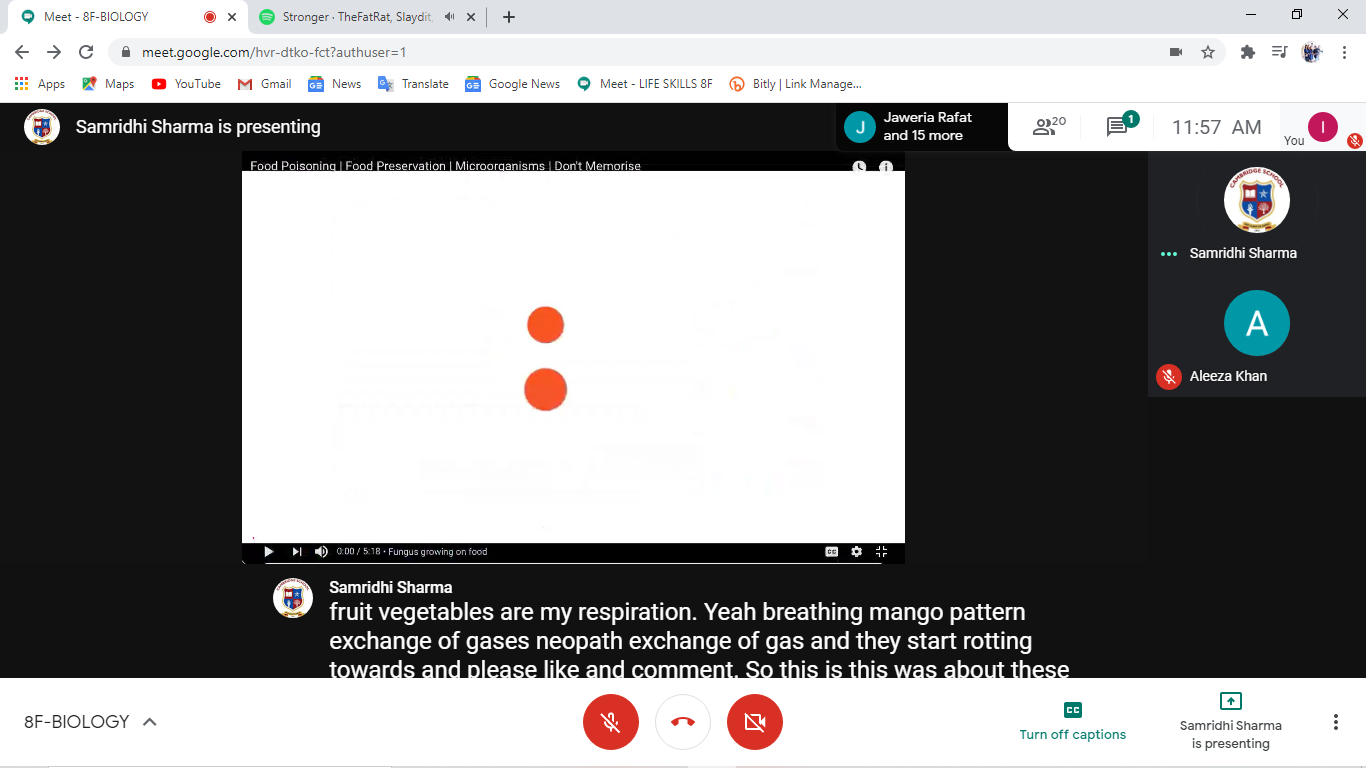 Meet - 8F-BIOLOGY
Stronger · TheFatRat, Slaydit,
meet.google.com/hvr-dtko-fct?authuser=1
Apps Maps YouTube Gmail News Translate Google News Meet - LIFE SKILLS 8F Bitly | Link Manage...
Samridhi Sharma is presenting
J
Jaweria Rafat
and 15 more
20
1
11:57 AM
You
I
Food Poisoning | Food Preservation | Microorganisms | Don't Memorise
CAMBRIDGE SCHOOL
Samridhi Sharma
A
Aleeza Khan
0:00 / 5:18 • Fungus growing on food
Samridhi Sharma
fruit vegetables are my respiration. Yeah breathing mango pattern
exchange of gases neopath exchange of gas and they start rotting
towards and please like and comment. So this is this was about these
8F-BIOLOGY
CC
Turn off captions
Samridhi Sharma
is presenting